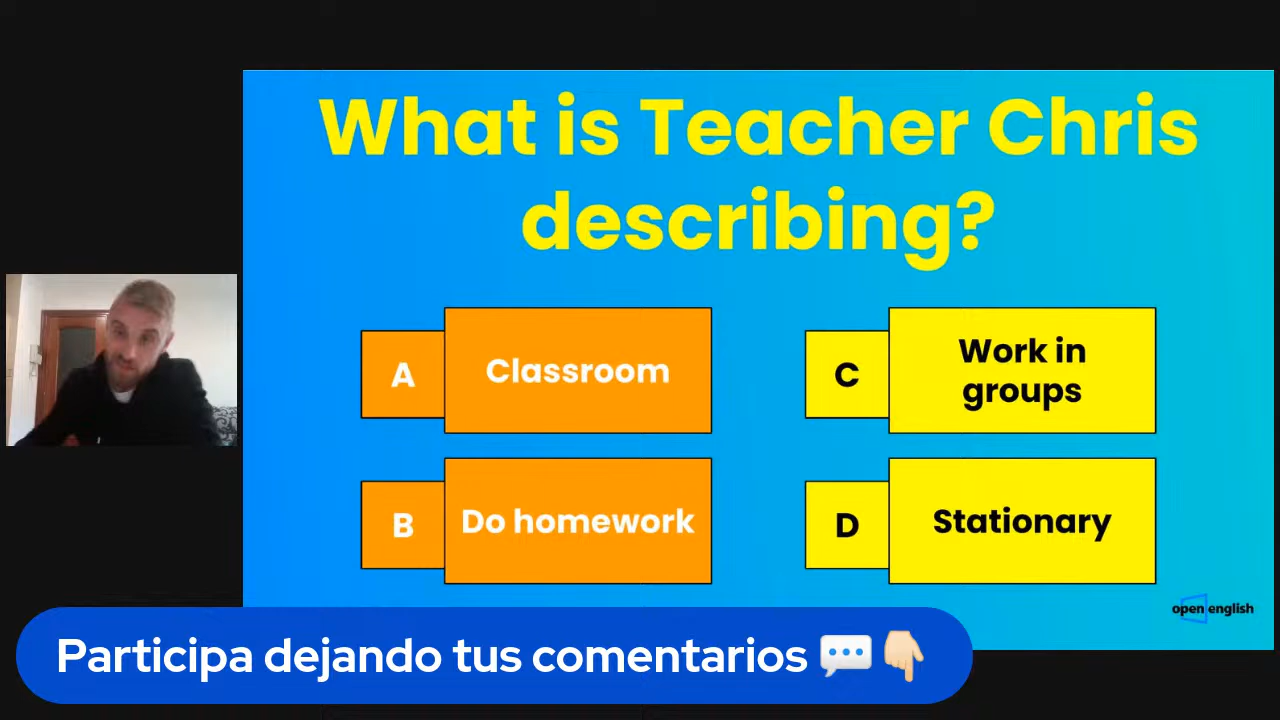 What is Teacher Chris
describing?
A
Classroom
C
Work in
groups
B
Do homework
D
Stationary
open english
Participa dejando tus comentarios 💬👇🏻